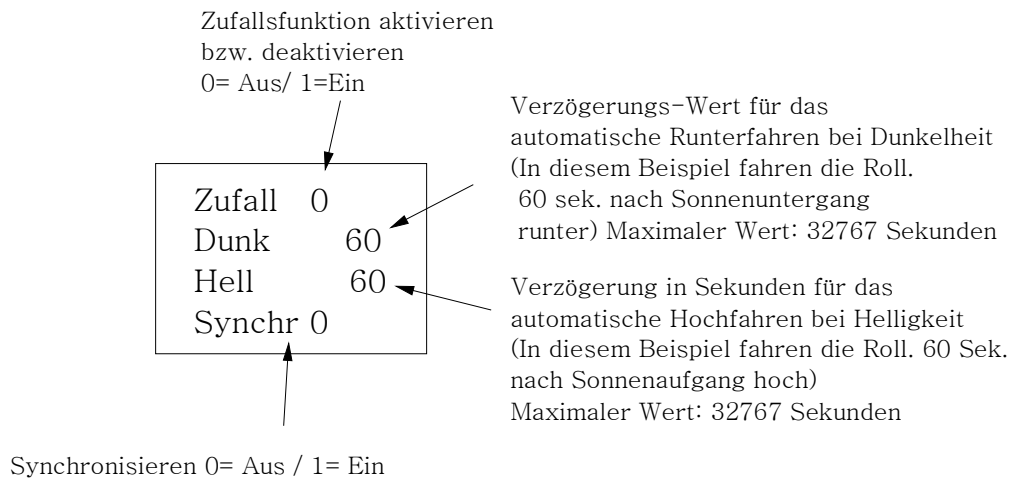 Zufallsfunktion aktivieren
bzw. deaktivieren
0= Aus/ 1=Ein
Verzögerungs-Wert für das
automatische Runterfahren bei Dunkelheit
(In diesem Beispiel fahren die Roll.
60 sek. nach Sonnenuntergang
runter) Maximaler Wert: 32767 Sekunden
Zufall 0
Dunk 60
Hell 60
Synchr 0
Verzögerung in Sekunden für das
automatische Hochfahren bei Helligkeit
(In diesem Beispiel fahren die Roll. 60 Sek.
nach Sonnenaufgang hoch)
Maximaler Wert: 32767 Sekunden
Synchronisieren 0= Aus / 1= Ein